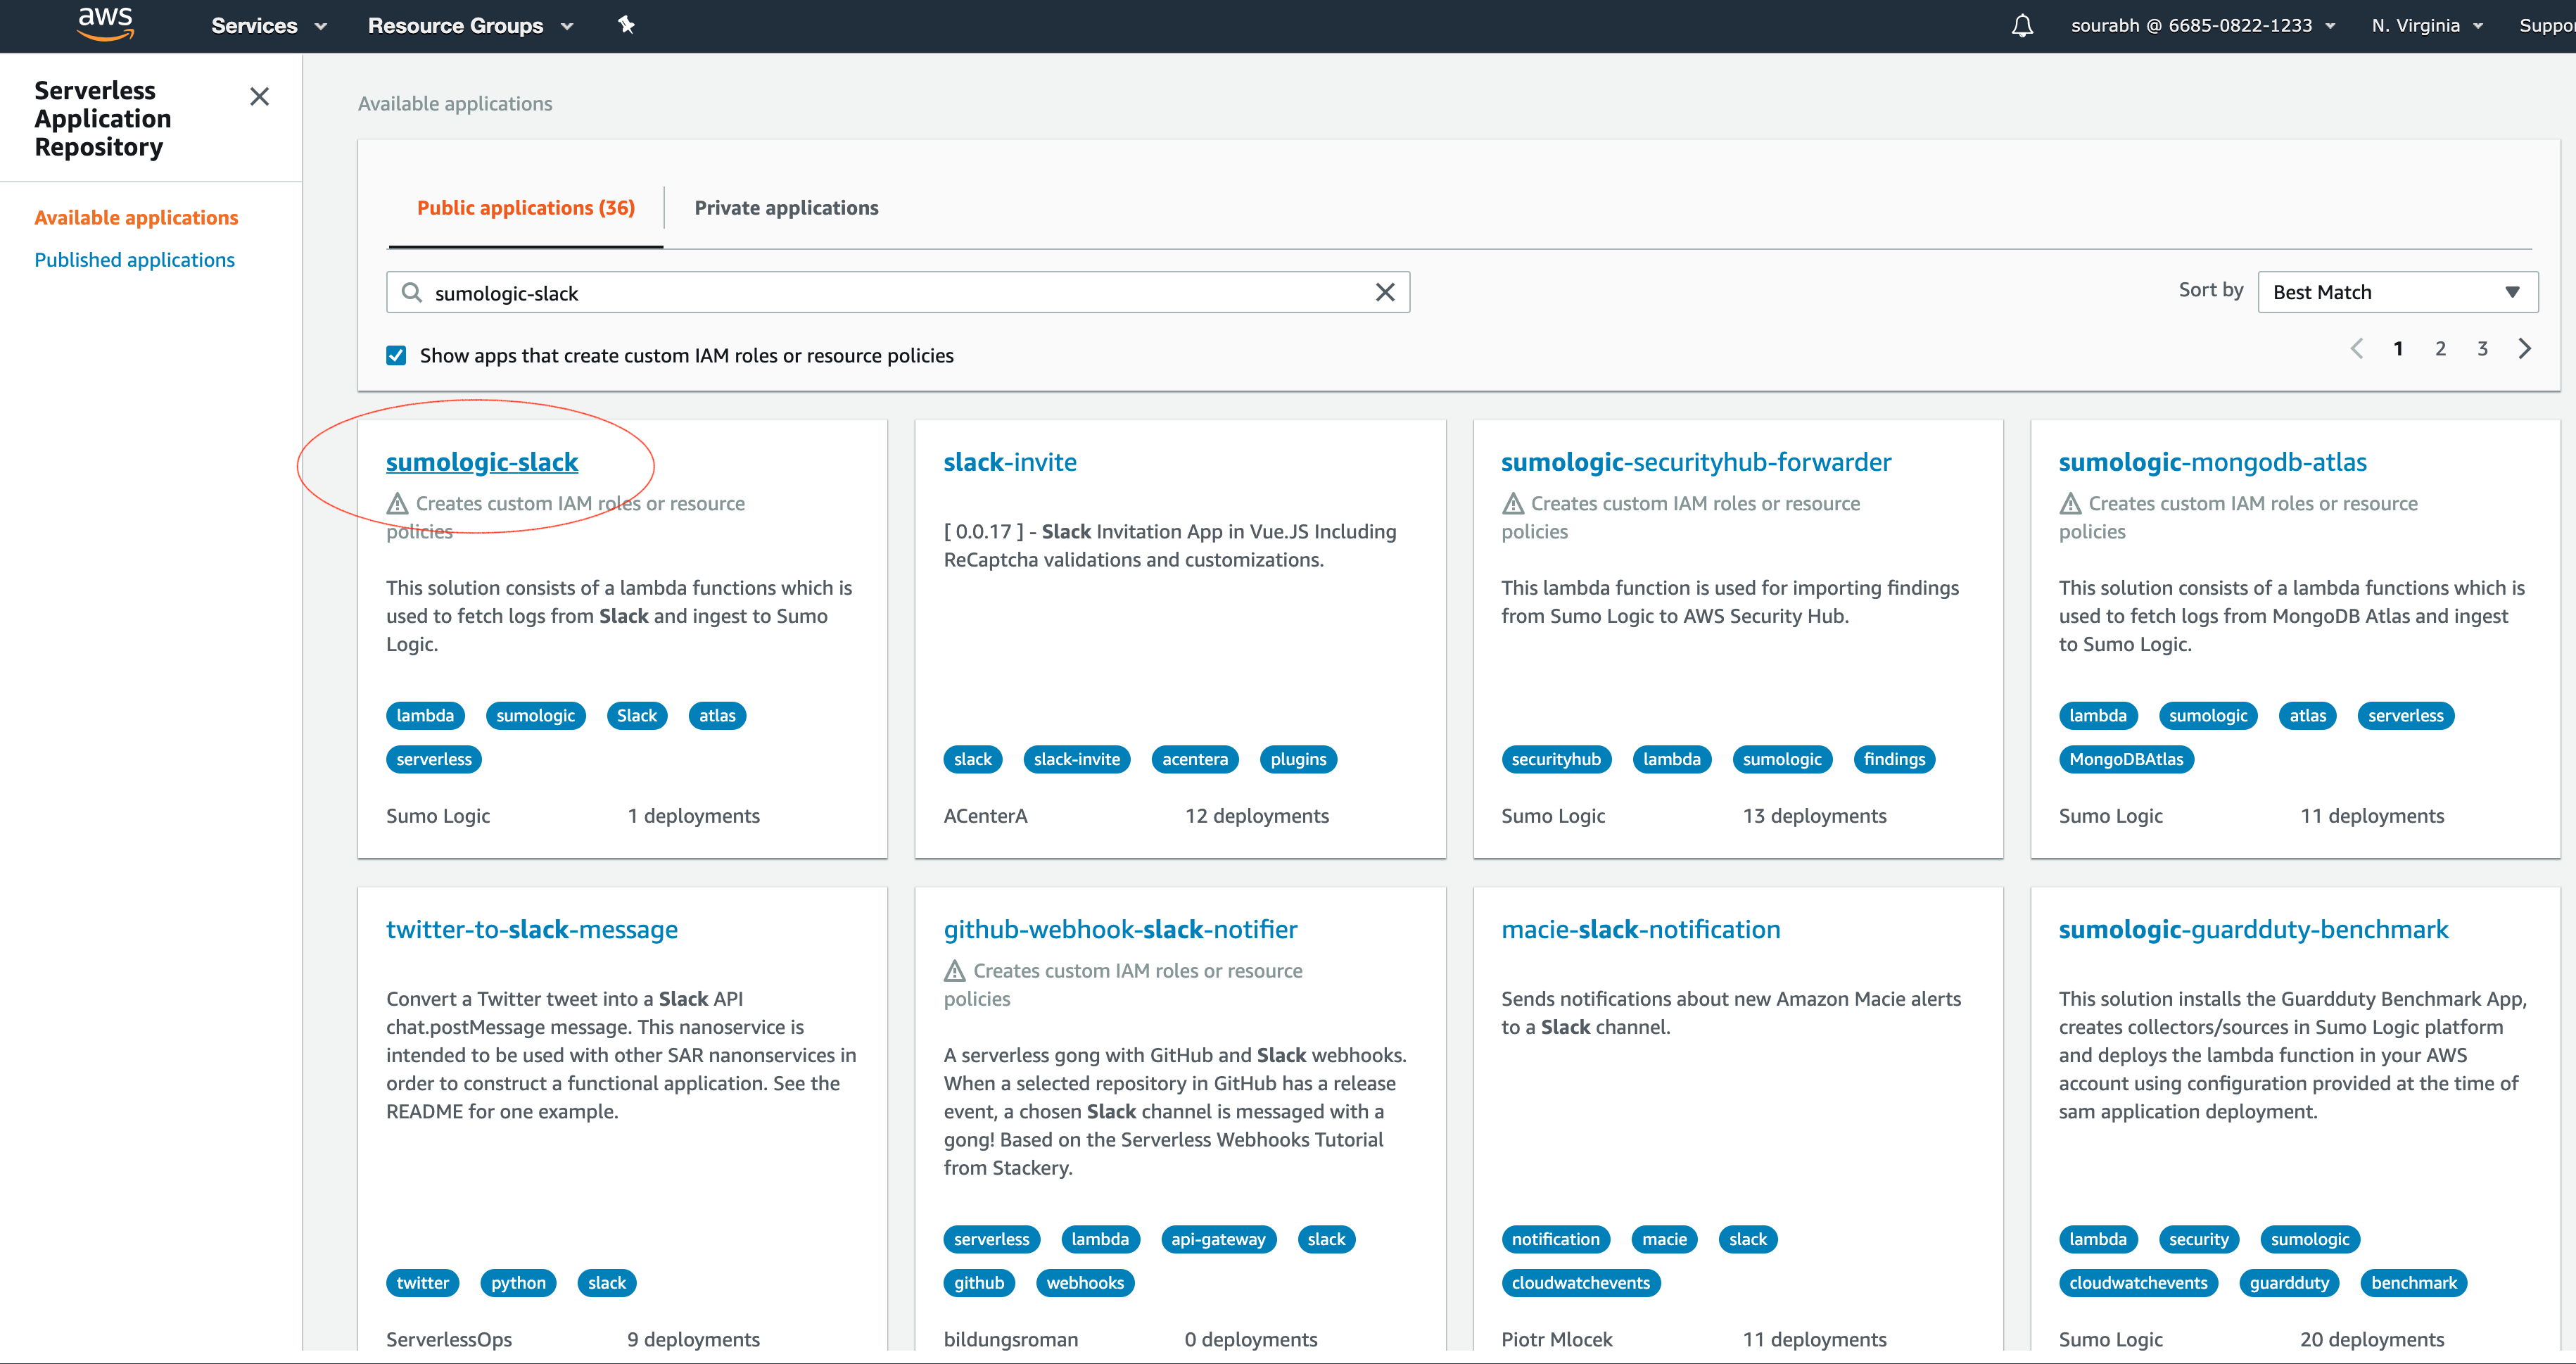 aws
Services
Resource Groups
sourabh @ 6685-0822-1233
N. Virginia
Serverless
Application
Repository
Available applications
Published applications
Available applications
Public applications (36)
Private applications
sumologic-slack
Sort by
Best Match
Show apps that create custom IAM roles or resource policies
1 2 3
sumologic-slack
Creates custom IAM roles or resource
policies
This solution consists of a lambda functions which is
used to fetch logs from Slack and ingest to Sumo
Logic.
lambda sumologic Slack atlas
serverless
Sumo Logic 1 deployments
slack-invite
[ 0.0.17 ] - Slack Invitation App in Vue.JS Including
ReCaptcha validations and customizations.
slack slack-invite acentera plugins
ACenterA 12 deployments
sumologic-securityhub-forwarder
Creates custom IAM roles or resource
policies
This lambda function is used for importing findings
from Sumo Logic to AWS Security Hub.
securityhub lambda sumologic findings
Sumo Logic 13 deployments
sumologic-mongodb-atlas
Creates custom IAM roles or resource
policies
This solution consists of a lambda functions which is
used to fetch logs from MongoDB Atlas and ingest
to Sumo Logic.
lambda sumologic atlas serverless
MongoDBAtlas
Sumo Logic 11 deployments
twitter-to-slack-message
Convert a Twitter tweet into a Slack API
chat.postMessage message. This nanoservice is
intended to be used with other SAR nanonservices in
order to construct a functional application. See the
README for one example.
twitter python slack
ServerlessOps 9 deployments
github-webhook-slack-notifier
Creates custom IAM roles or resource
policies
A serverless gong with GitHub and Slack webhooks.
When a selected repository in GitHub has a release
event, a chosen Slack channel is messaged with a
gong! Based on the Serverless Webhooks Tutorial
from Stackery.
serverless lambda api-gateway slack
github webhooks
bildungsroman 0 deployments
macie-slack-notification
Sends notifications about new Amazon Macie alerts
to a Slack channel.
notification macie slack
cloudwatchevents
Piotr Mlocek 11 deployments
sumologic-guardduty-benchmark
This solution installs the Guardduty Benchmark App,
creates collectors/sources in Sumo Logic platform
and deploys the lambda function in your AWS
account using configuration provided at the time of
sam application deployment.
lambda security sumologic
cloudwatchevents guardduty benchmark
Sumo Logic 20 deployments